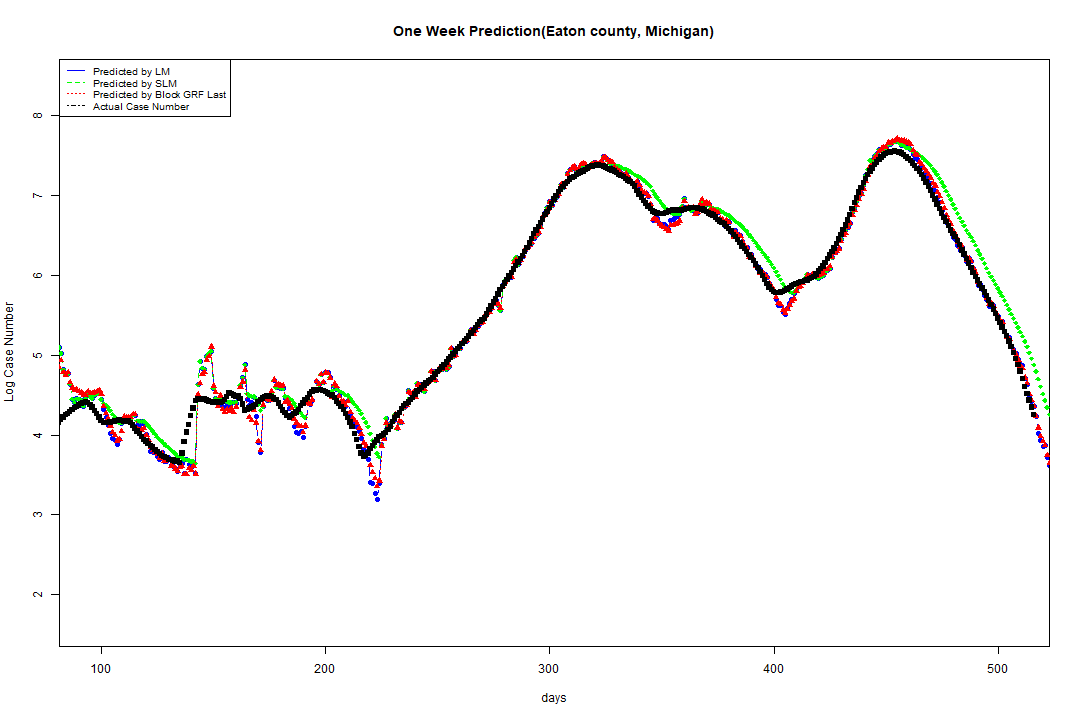 One Week Prediction(Eaton county, Michigan)
Predicted by LM
Predicted by SLM
Predicted by Block GRF Last
Actual Case Number
Log Case Number
8
7
6
5
4
3
2
100 200 300 400 500
days